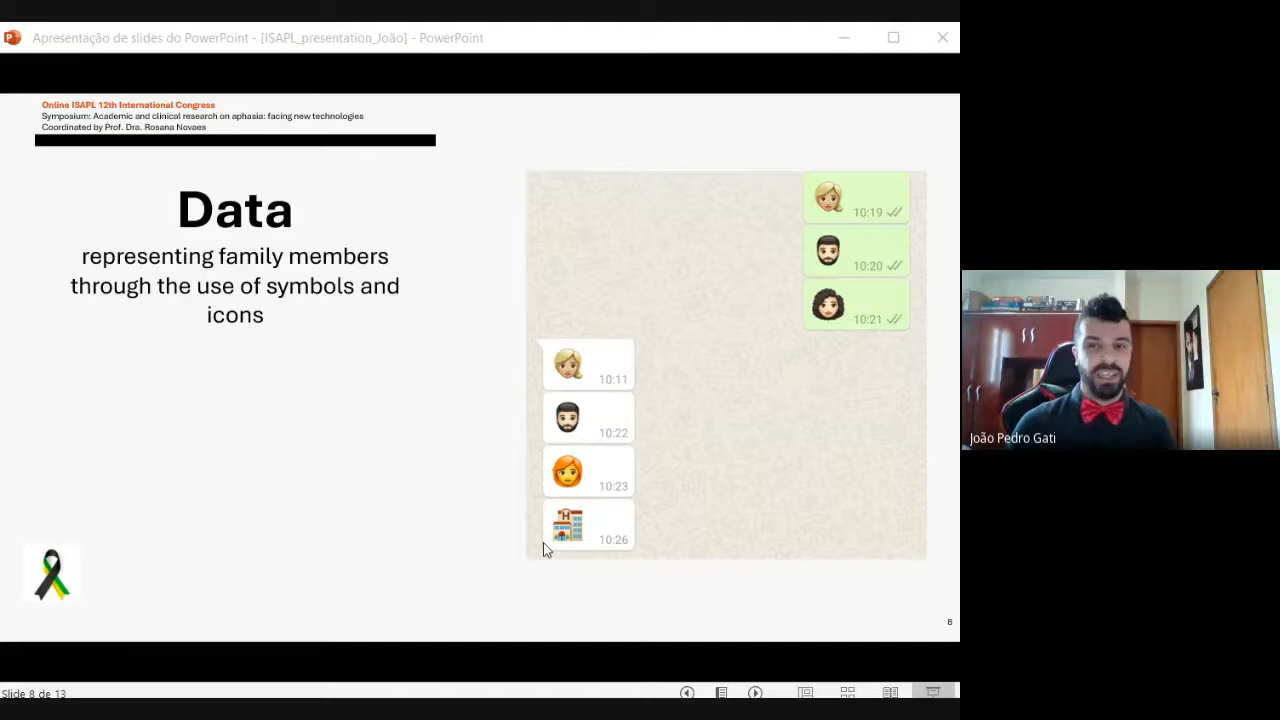 Apresentação de slides do PowerPoint - [ISAPL_presentation_João] - PowerPoint
Online ISAPL 12th International Congress
Symposium: Academic and clinical research on aphasia: facing new technologies
Coordinated by Prof. Dra. Rosana Novaes
Data
representing family members
through the use of symbols and
icons
10:19
10:20
10:21
10:11
10:22
10:23
H
10:26
João Pedro Gati
8
Slide 8 de 13